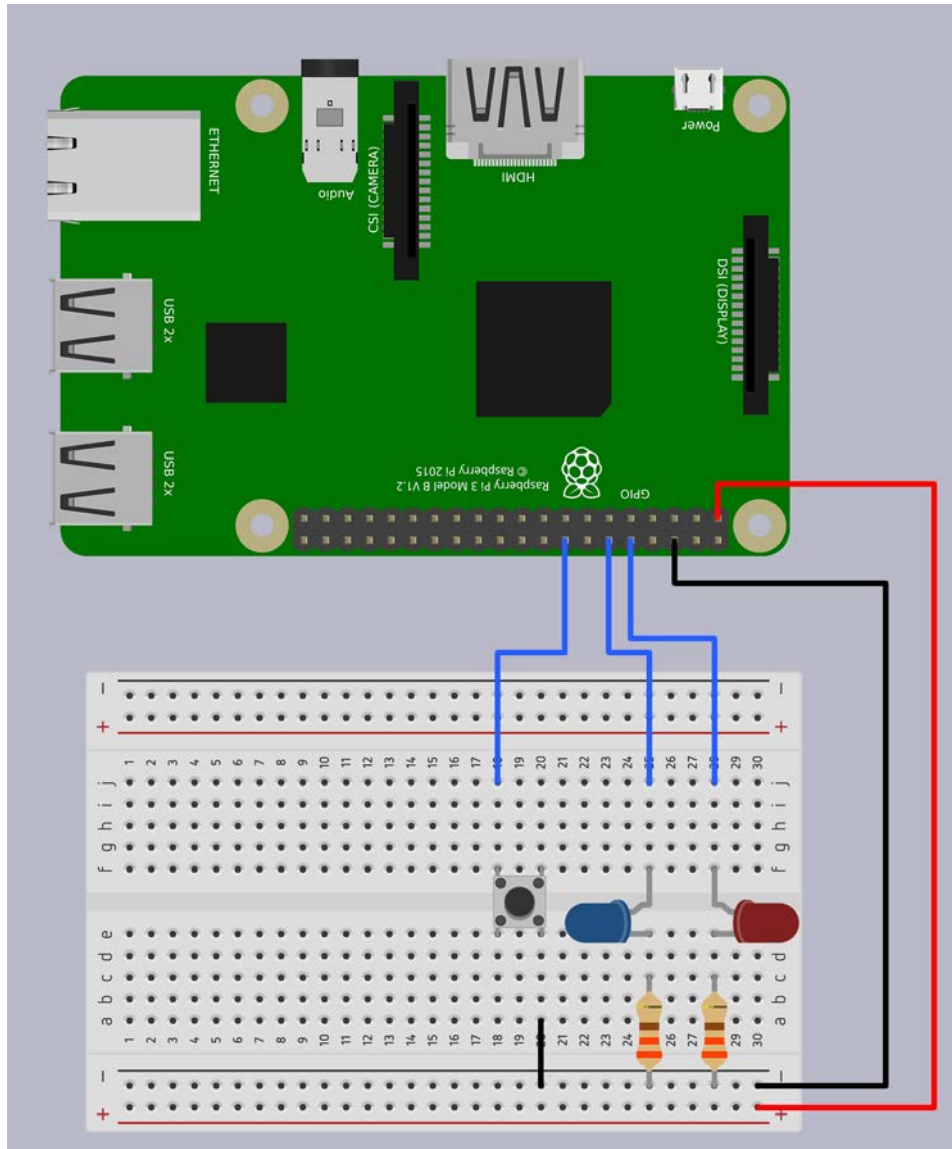 ETHERNET
Audio
CSI (CAMERA)
HDMI
Power
DSI (DISPLAY)
USB 2x
USB 2x
Raspberry Pi 3 Model B V1.2
© Raspberry Pi 2015
GPIO
− −
+ +
1 2 3 4 5 6 7 8 9 10 11 12 13 14 15 16 17 18 19 20 21 22 23 24 25 26 27 28 29 30
j j
i i
h h
g g
f f
e e
d d
c c
b b
a a
1 2 3 4 5 6 7 8 9 10 11 12 13 14 15 16 17 18 19 20 21 22 23 24 25 26 27 28 29 30
− −
+ +